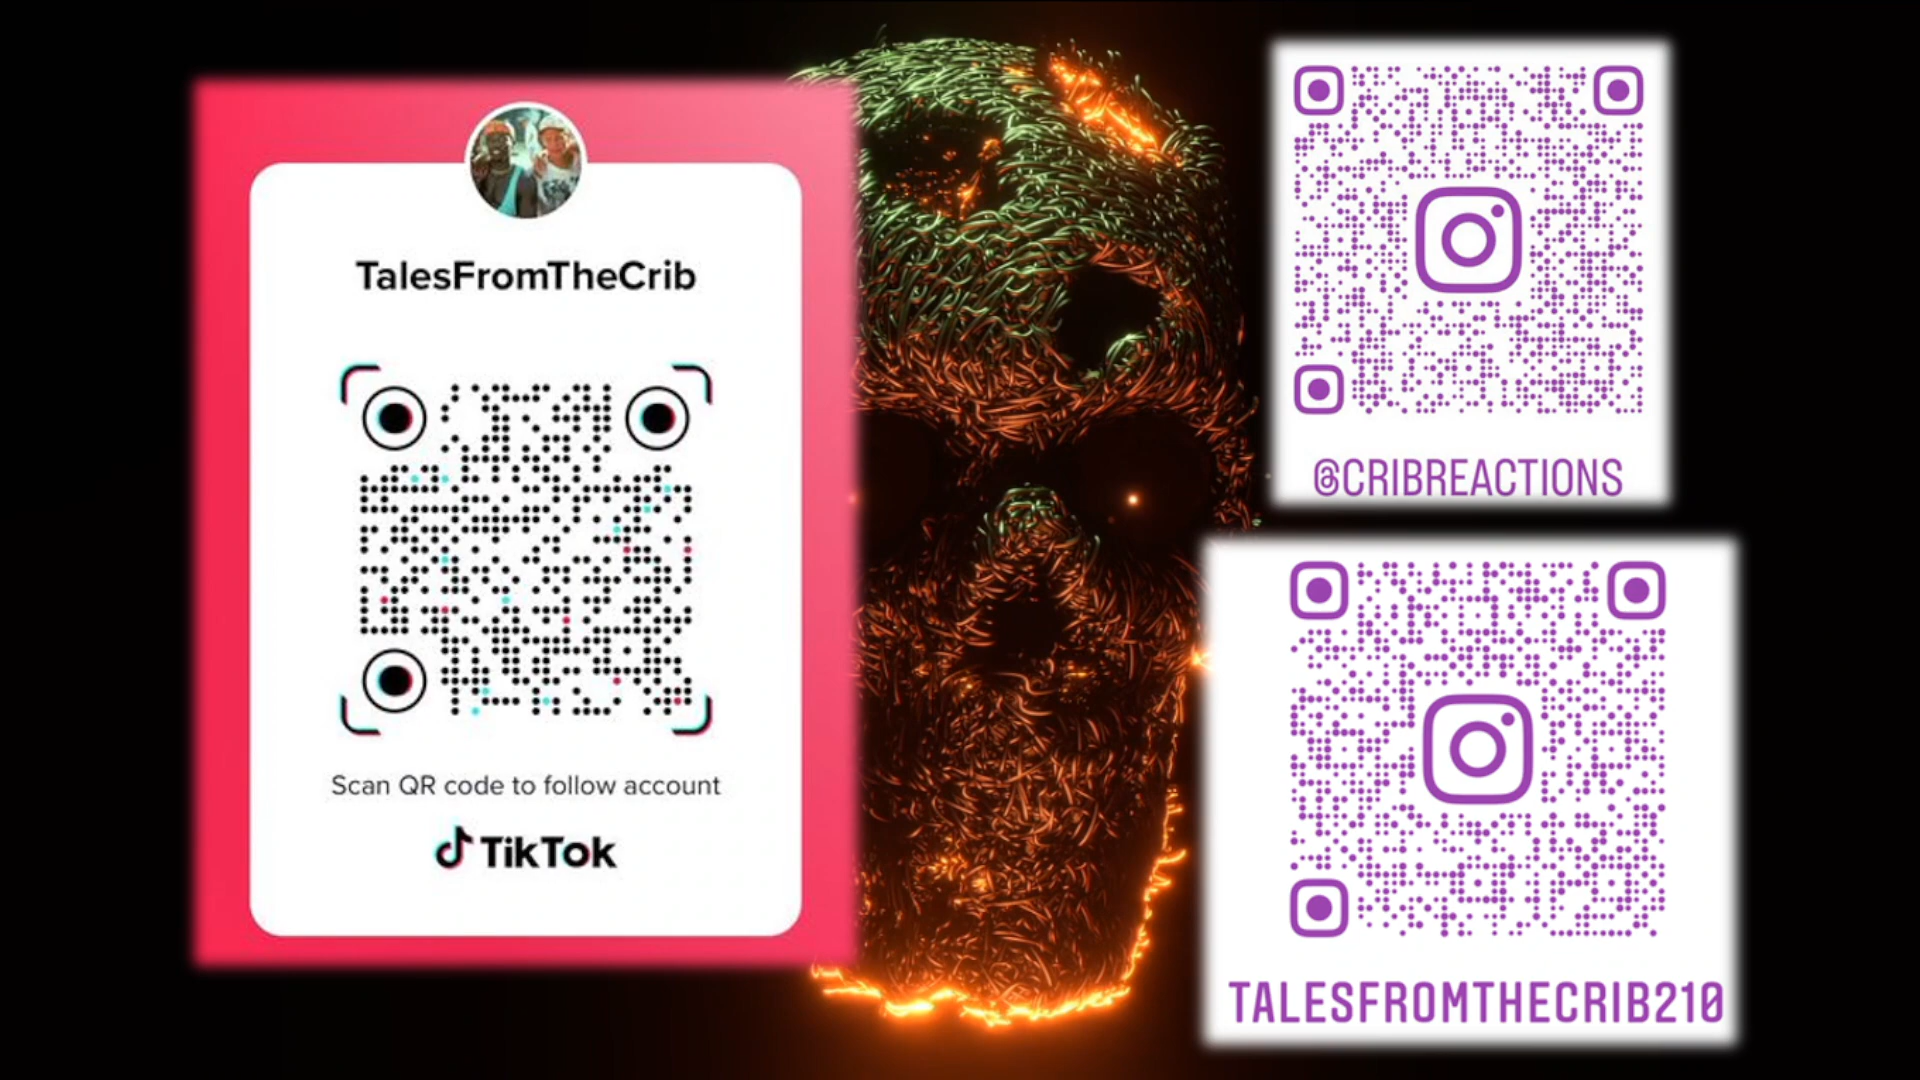 TalesFromTheCrib
Scan QR code to follow account
TikTok
@CRIBREACTIONS
TALESFROMTHECRIB210